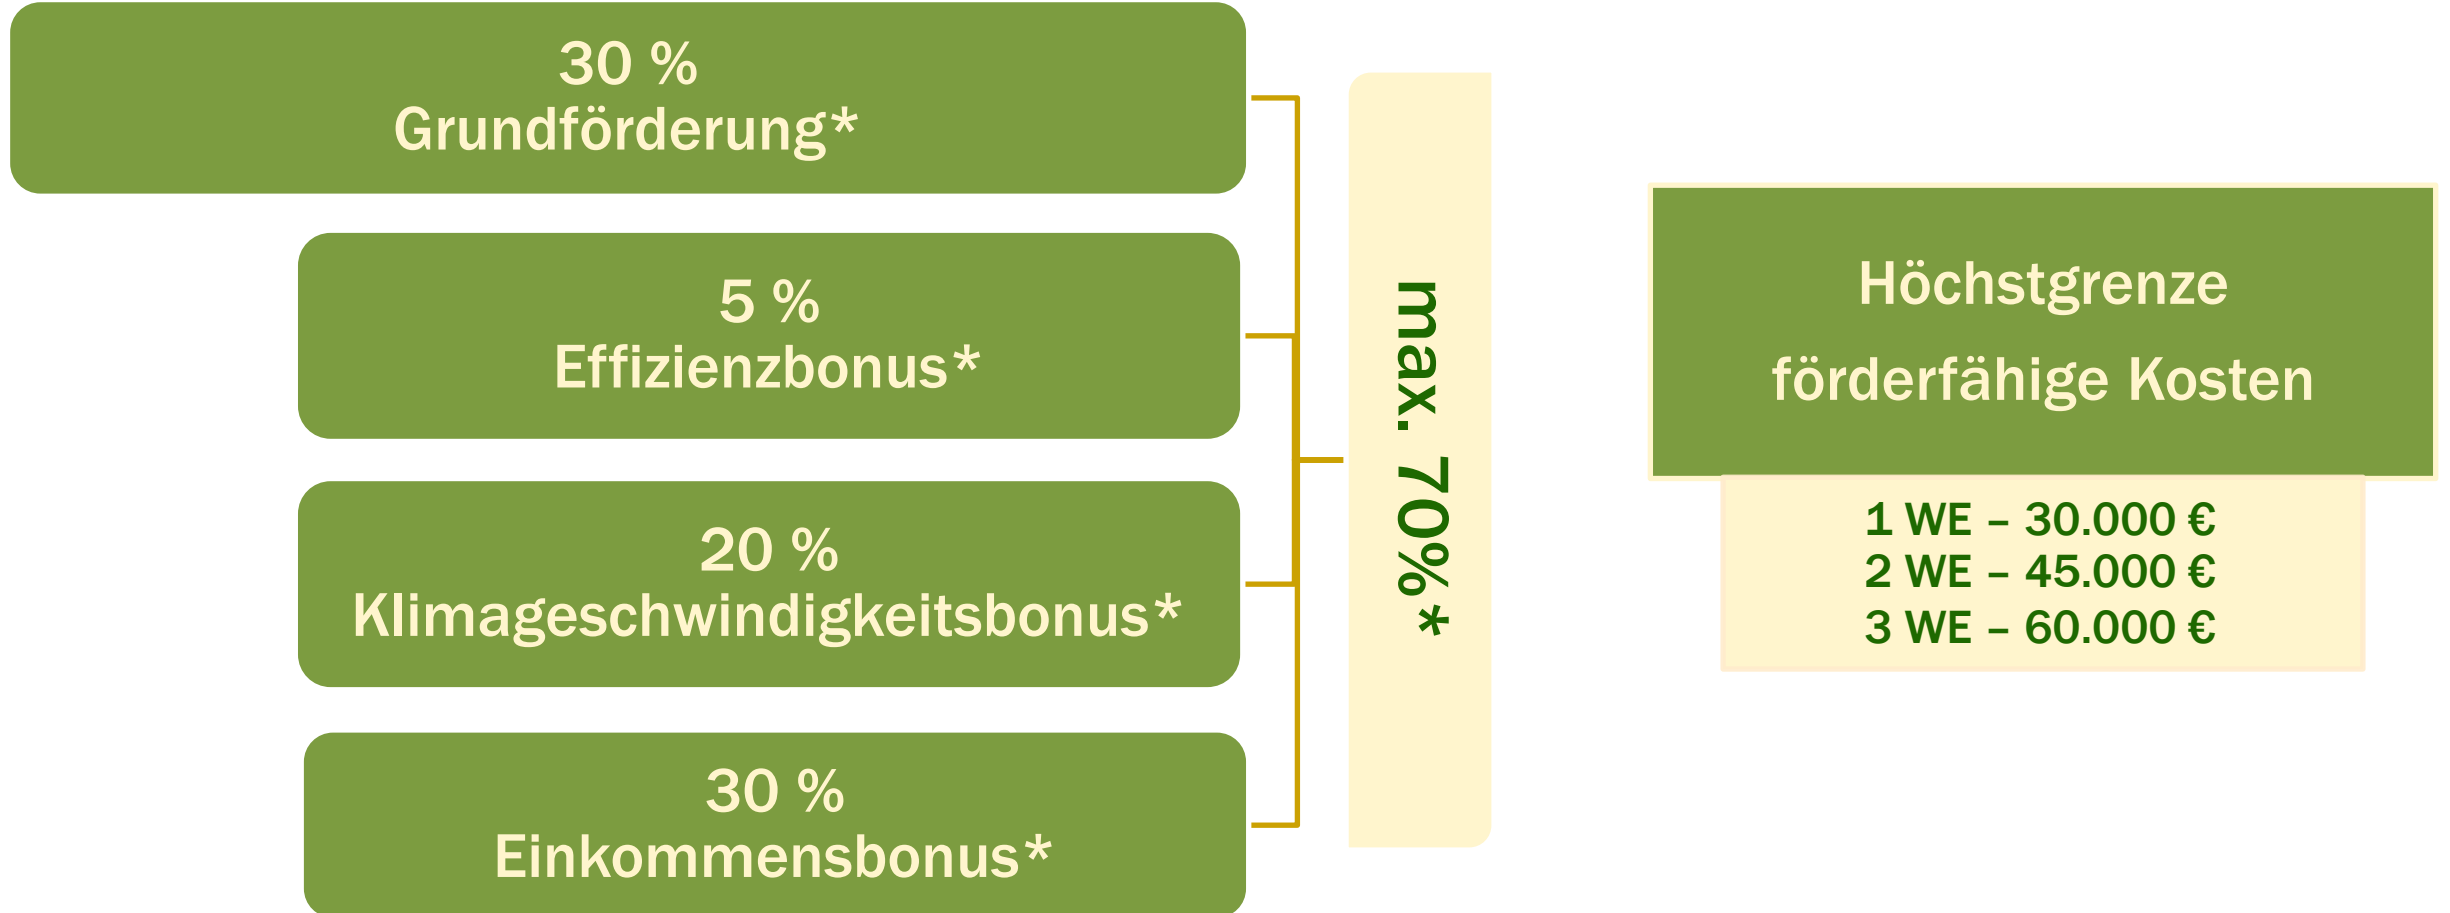 30 %
Grundförderung*
5 %
Effizienzbonus*
20 %
Klimageschwindigkeitsbonus*
30 %
Einkommensbonus*
max. 70%*
Höchstgrenze
förderfähige Kosten
1 WE – 30.000 €
2 WE – 45.000 €
3 WE – 60.000 €